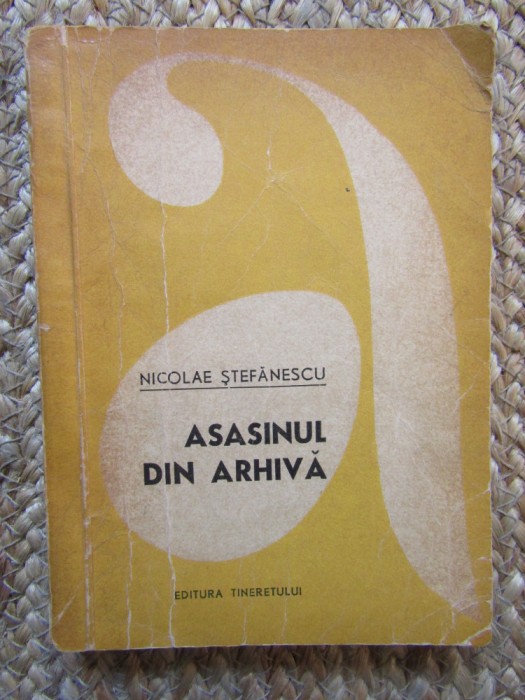 a
NICOLAE ŞTEFĂNESCU
ASASINUL
DIN ARHIVĂ
EDITURA TINERETULUI